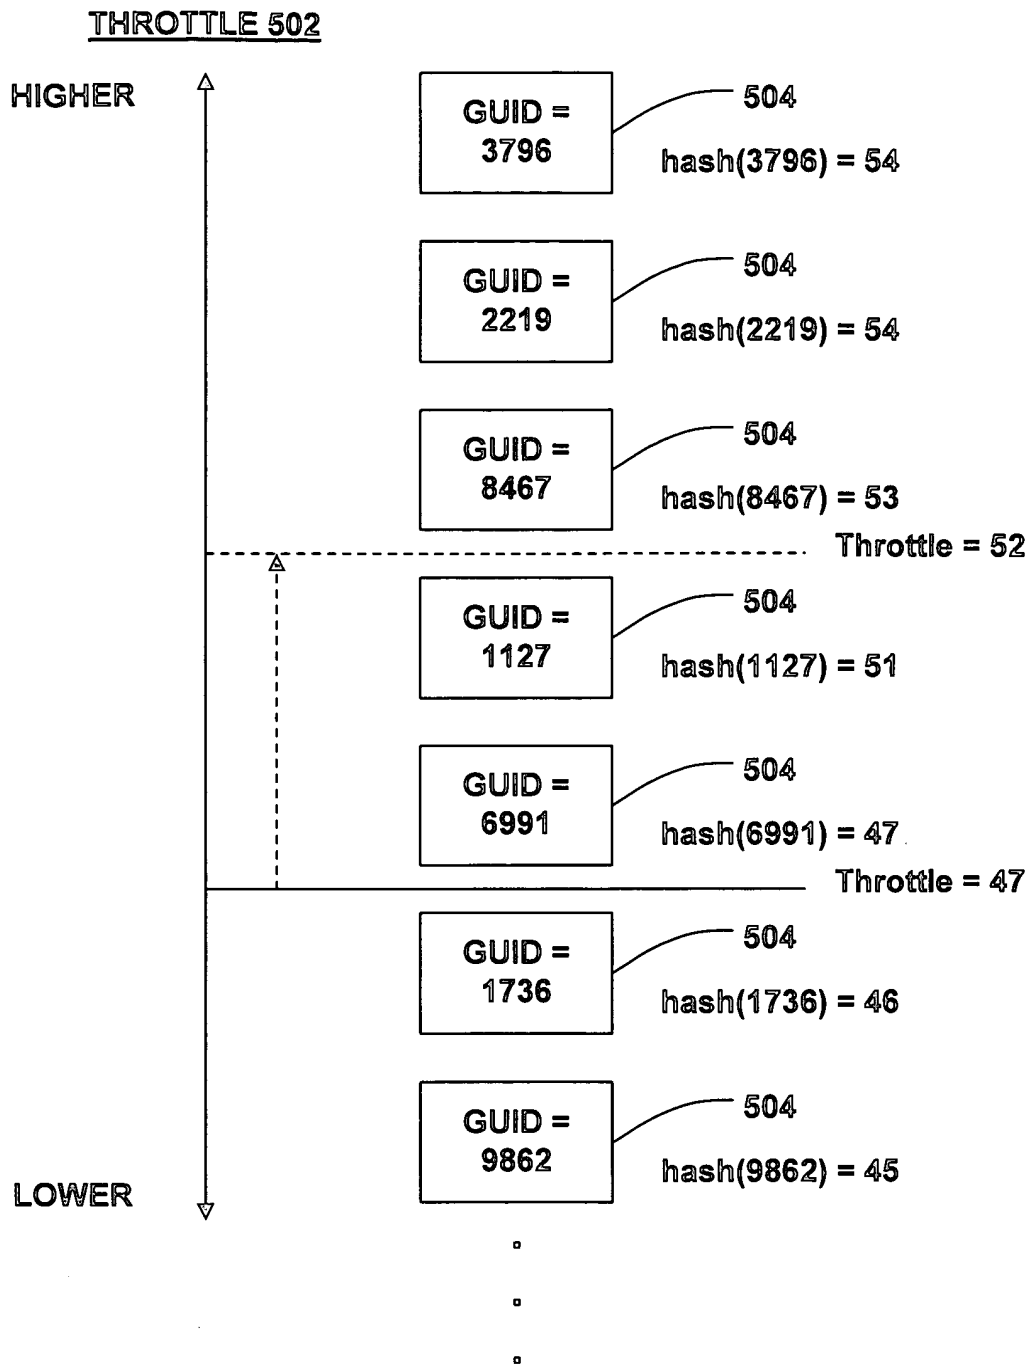 THROTTLE 502
HIGHER
GUID =
3796
504
hash(3796) = 54
GUID =
2219
504
hash(2219) = 54
GUID =
8467
504
hash(8467) = 53
Throttle = 52
GUID =
1127
504
hash(1127) = 51
GUID =
6991
504
hash(6991) = 47
Throttle = 47
GUID =
1736
504
hash(1736) = 46
GUID =
9862
504
hash(9862) = 45
LOWER